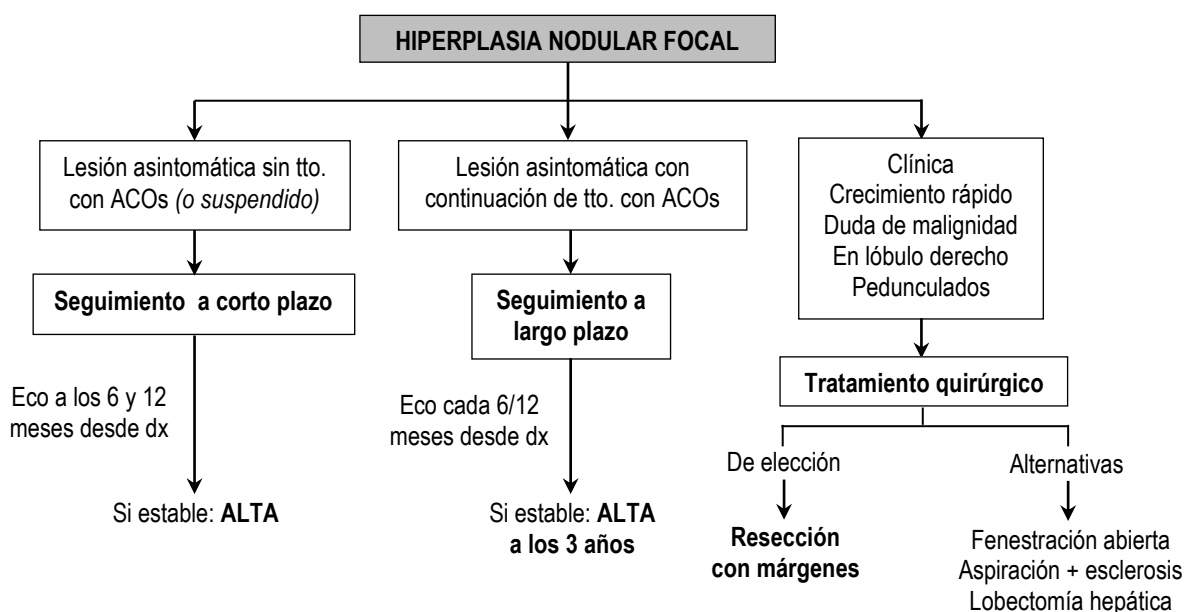 HIPERPLASIA NODULAR FOCAL
Lesión asintomática sin tto.
con ACOs (o suspendido)
Seguimiento a corto plazo
Eco a los 6 y 12
meses desde dx
Si estable: ALTA
Lesión asintomática con
continuación de tto. con ACOs
Seguimiento a
largo plazo
Eco cada 6/12
meses desde dx
Si estable: ALTA
a los 3 años
Clínica
Crecimiento rápido
Duda de malignidad
En lóbulo derecho
Pedunculados
Tratamiento quirúrgico
De elección
Resección
con márgenes
Alternativas
Fenestración abierta
Aspiración + esclerosis
Lobectomía hepática